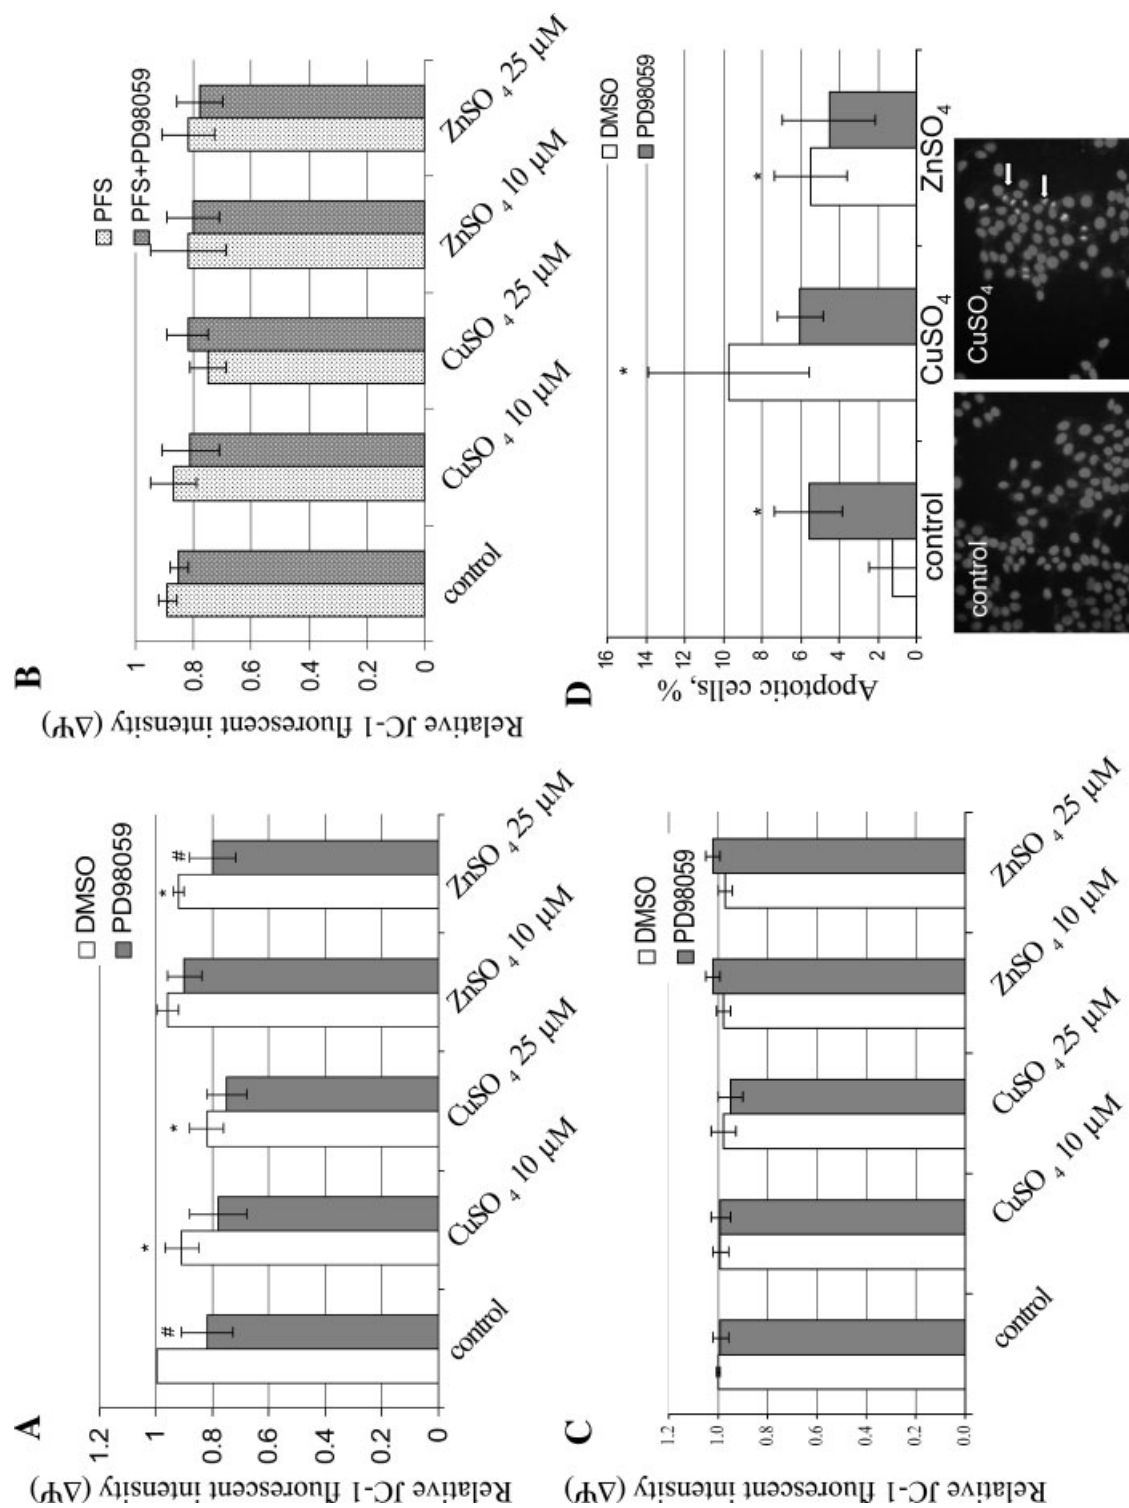 A
Relative JC-1 fluorescent intensity (ΔΨ)
1.2
1
0.8
0.6
0.4
0.2
0
DMSO
PD98059
#
*
*
*
#
control
CuSO4 10 μM
CuSO4 25 μM
ZnSO4 10 μM
ZnSO4 25 μM
B
Relative JC-1 fluorescent intensity (ΔΨ)
1
0.8
0.6
0.4
0.2
0
PFS
PFS+PD98059
control
CuSO4 10 μM
CuSO4 25 μM
ZnSO4 10 μM
ZnSO4 25 μM
C
Relative JC-1 fluorescent intensity (ΔΨ)
1.2
1.0
0.8
0.6
0.4
0.2
0.0
DMSO
PD98059
control
CuSO4 10 μM
CuSO4 25 μM
ZnSO4 10 μM
ZnSO4 25 μM
D
Apoptotic cells, %
16
14
12
10
8
6
4
2
0
DMSO
PD98059
*
*
*
control
CuSO4
ZnSO4
control
CuSO4